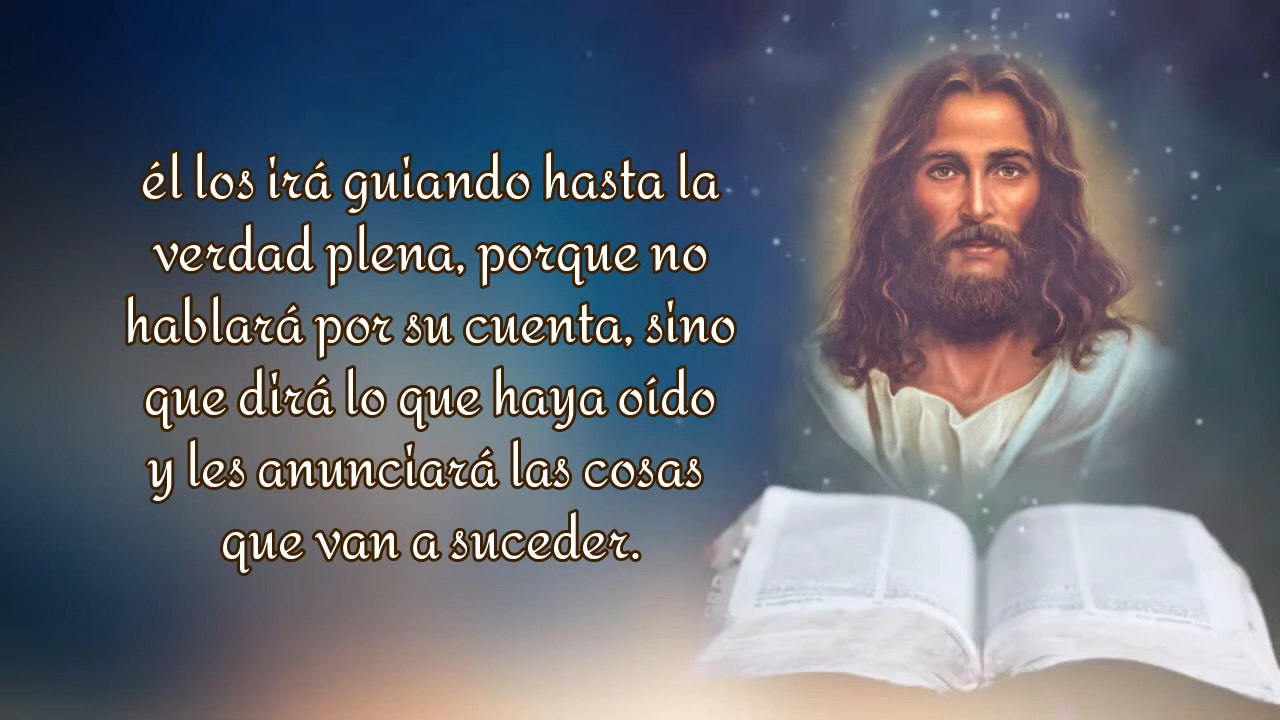 él los irá guiando hasta la
verdad plena, porque no
hablará por su cuenta, sino
que dirá lo que haya oído
y les anunciará las cosas
que van a suceder.